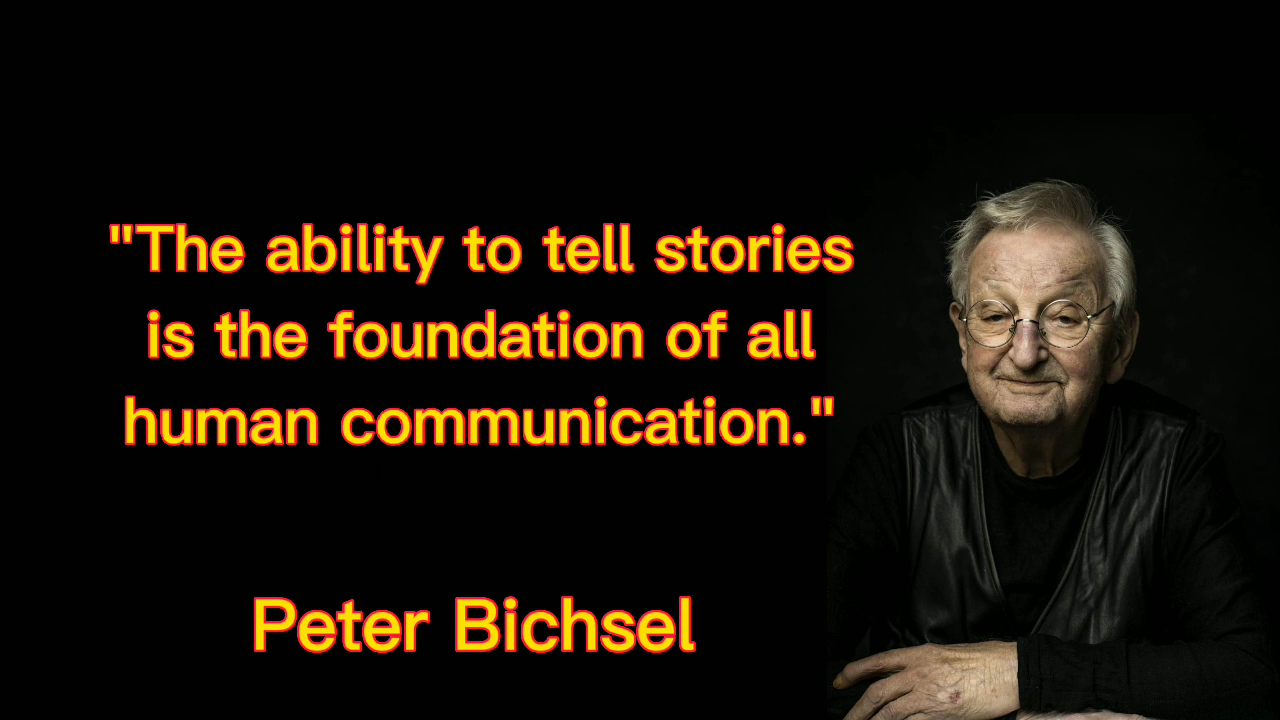 "The ability to tell stories
is the foundation of all
human communication."
Peter Bichsel